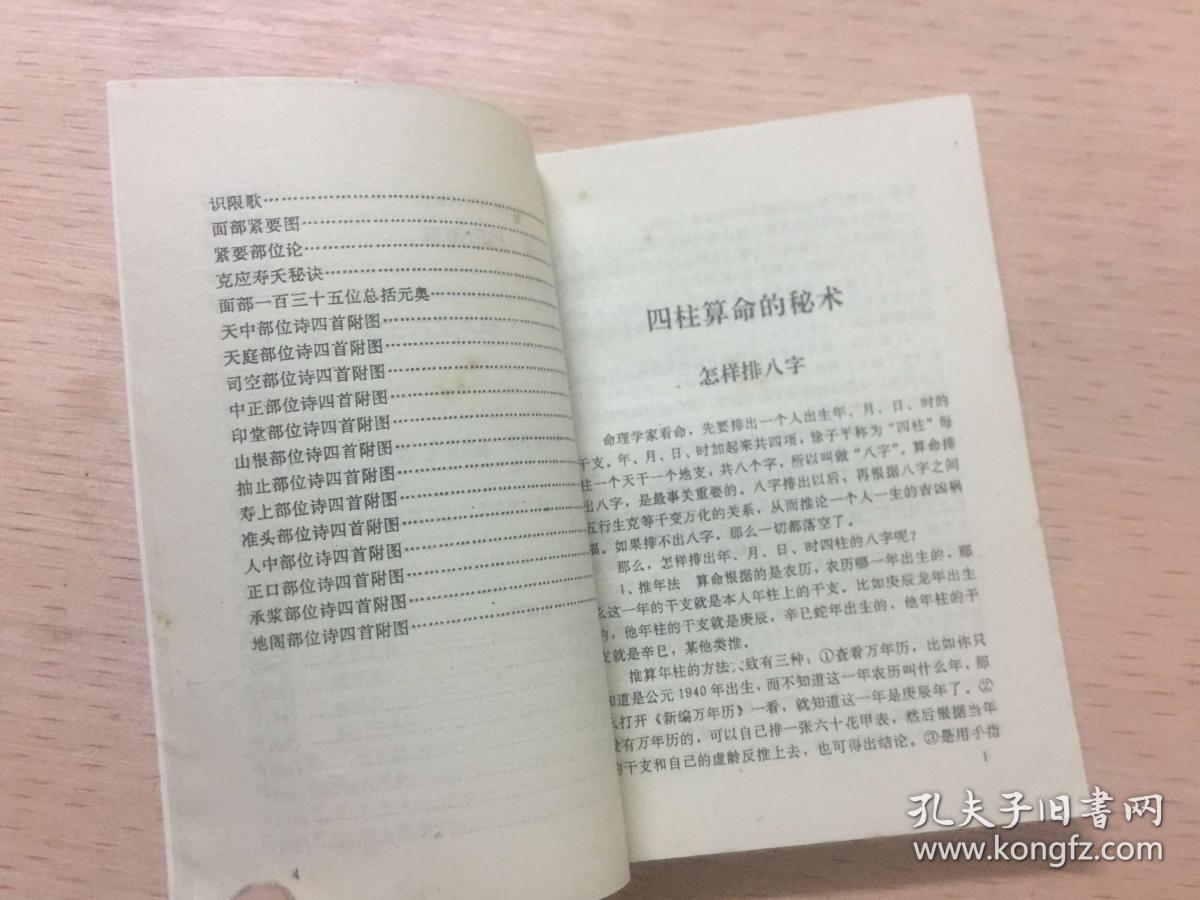 识限歌
面部紧要图
紧要部位论
克应寿夭秘诀
面部一百三十五位总括元奥
天中部位诗四首附图
天庭部位诗四首附图
司空部位诗四首附图
中正部位诗四首附图
印堂部位诗四首附图
山根部位诗四首附图
抽止部位诗四首附图
寿上部位诗四首附图
准头部位诗四首附图
人中部位诗四首附图
正口部位诗四首附图
承浆部位诗四首附图
地阁部位诗四首附图
4
四柱算命的秘术
怎样排八字
命理学家看命，先要排出一个人出生年、月、日、时的
干支。年、月、日、时加起来共四项，徐子平称为“四柱”每
柱一个天干一个地支，共八个字，所以叫做“八字”。算命排
出八字，是最事关重要的。八字排出以后，再根据八字之间
五行生克等千变万化的关系，从而推论一个人一生的吉凶祸
福。如果排不出八字，那么一切都落空了。
那么，怎样排出年、月、日、时四柱的八字呢？
1、推年法 算命根据的是农历，农历哪一年出生的，那
么这一年的干支就是本人年柱上的干支。比如庚辰龙年出生
的，他年柱的干支就是庚辰，辛巳蛇年出生的，他年柱的干
支就是辛巳，某他类推。
推算年柱的方法大致有三种：①查看万年历，比如你只
知道是公元1940年出生，而不知道这一年农历叫什么年，那
么打开《新编万年历》一看，就知道这一年是庚辰年了。②
没有万年历的，可以自己排一张六十花甲表，然后根据当年
的干支和自己的虚龄反推上去，也可得出结论。③是用手指
1
孔夫子旧书网
www.kongfz.com